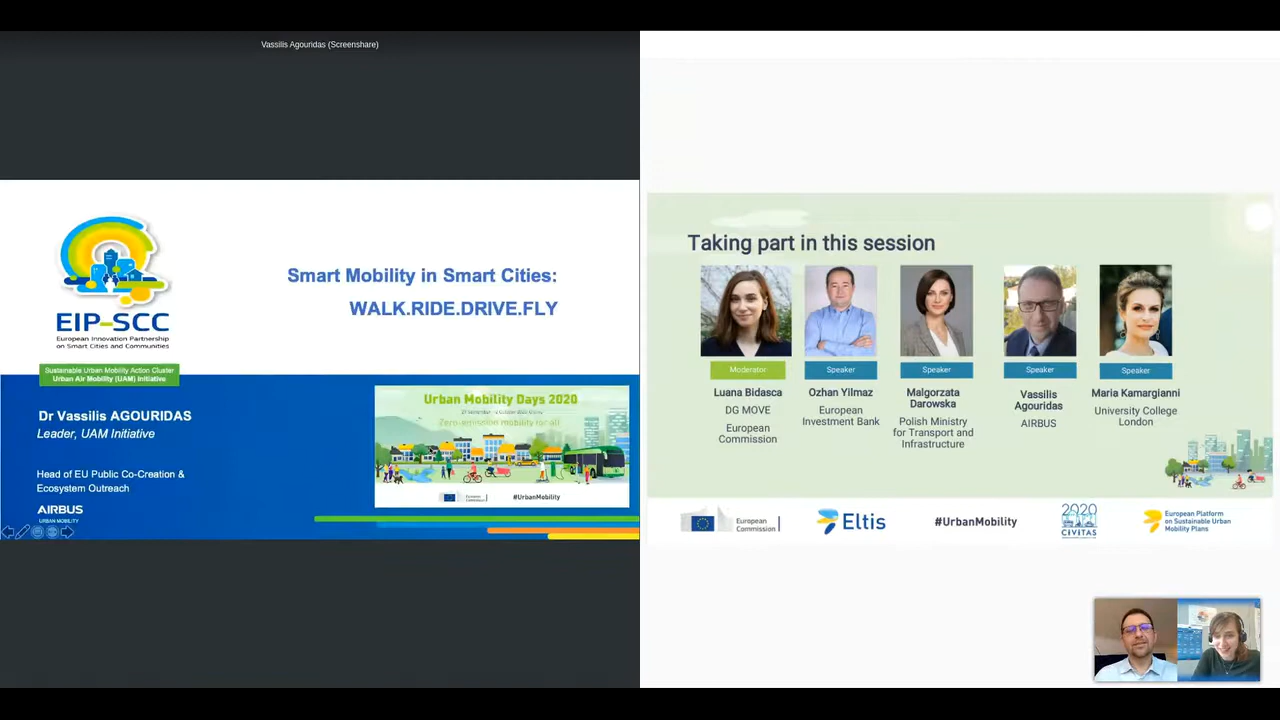 Vassilis Agouridas (Screenshare)
EIP-SCC
European Innovation Partnership
on Smart Cities and Communities
Smart Mobility in Smart Cities:
WALK.RIDE.DRIVE.FLY
Sustainable Urban Mobility Action Cluster
Urban Air Mobility (UAM) Initiative
Dr Vassilis AGOURIDAS
Leader, UAM Initiative
Head of EU Public Co-Creation &
Ecosystem Outreach
AIRBUS
URBAN MOBILITY
Urban Mobility Days 2020
Zero-emission mobility for all
European
Commission
#UrbanMobility
Taking part in this session
Moderator
Luana Bidasca
DG MOVE
European
Commission
Speaker
Ozhan Yilmaz
European
Investment Bank
Speaker
Malgorzata
Darowska
Polish Ministry
for Transport and
Infrastructure
Speaker
Vassilis
Agouridas
AIRBUS
Speaker
Maria Kamargianni
University College
London
European
Commission
Eltis
#UrbanMobility
2020
CIVITAS
European Platform
on Sustainable Urban
Mobility Plans